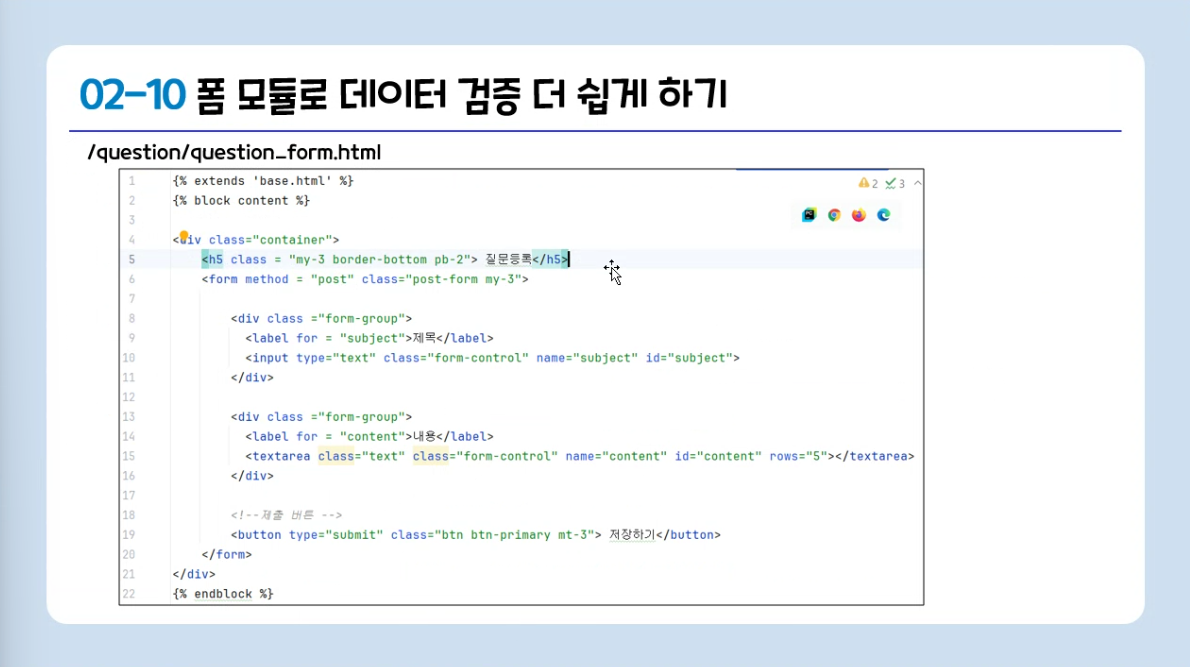 02-10 폼 모듈로 데이터 검증 더 쉽게 하기
/question/question_form.html
1 {% extends 'base.html' %}
2 {% block content %}
3
4 <div class="container">
5 <h5 class = "my-3 border-bottom pb-2"> 질문등록</h5>
6 <form method = "post" class="post-form my-3">
7
8 <div class ="form-group">
9 <label for = "subject">제목</label>
10 <input type="text" class="form-control" name="subject" id="subject">
11 </div>
12
13 <div class ="form-group">
14 <label for = "content">내용</label>
15 <textarea class="text" class="form-control" name="content" id="content" rows="5"></textarea>
16 </div>
17
18 <!--제출 버튼 -->
19 <button type="submit" class="btn btn-primary mt-3"> 저장하기</button>
20 </form>
21 </div>
22 {% endblock %}
2 3